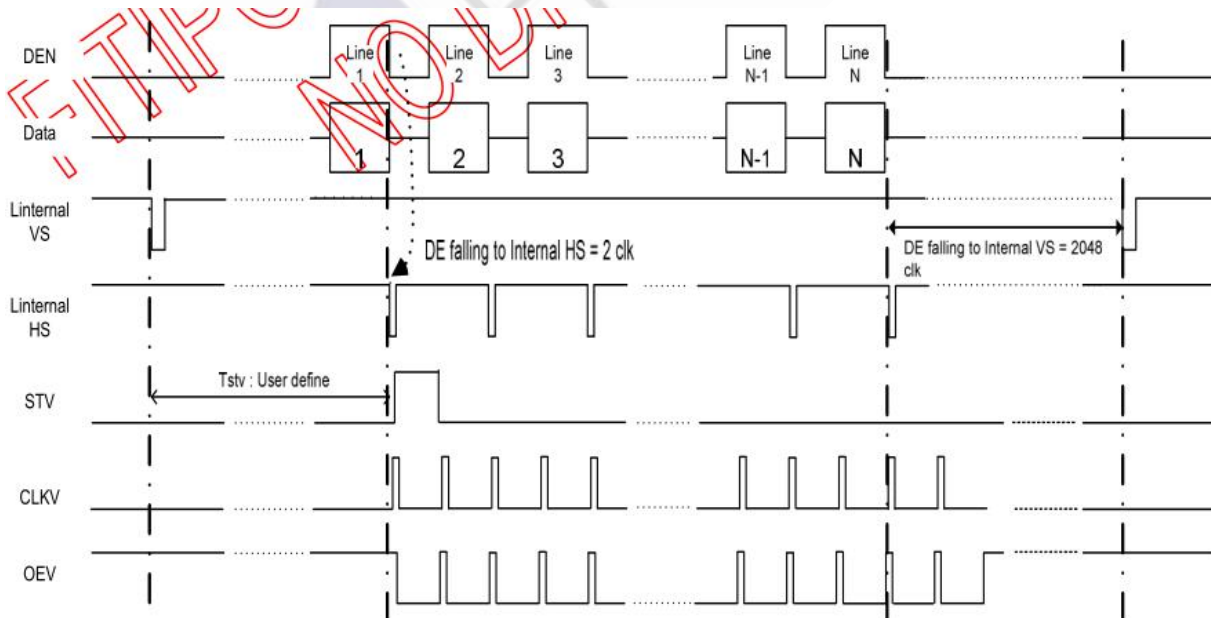 DEN
Line
1
Line
2
Line
3
Line
N-1
Line
N
Data
1
2
3
N-1
N
Linternal
VS
DE falling to Internal HS = 2 clk
DE falling to Internal VS = 2048
clk
Linternal
HS
Tstv : User define
STV
CLKV
OEV